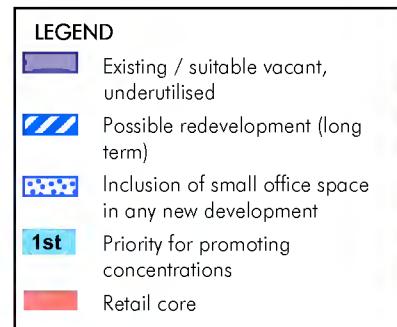 LEGEND
Existing / suitable vacant,
underutilised
Possible redevelopment (long
term)
Inclusion of small office space
in any new development
1st Priority for promoting
concentrations
Retail core